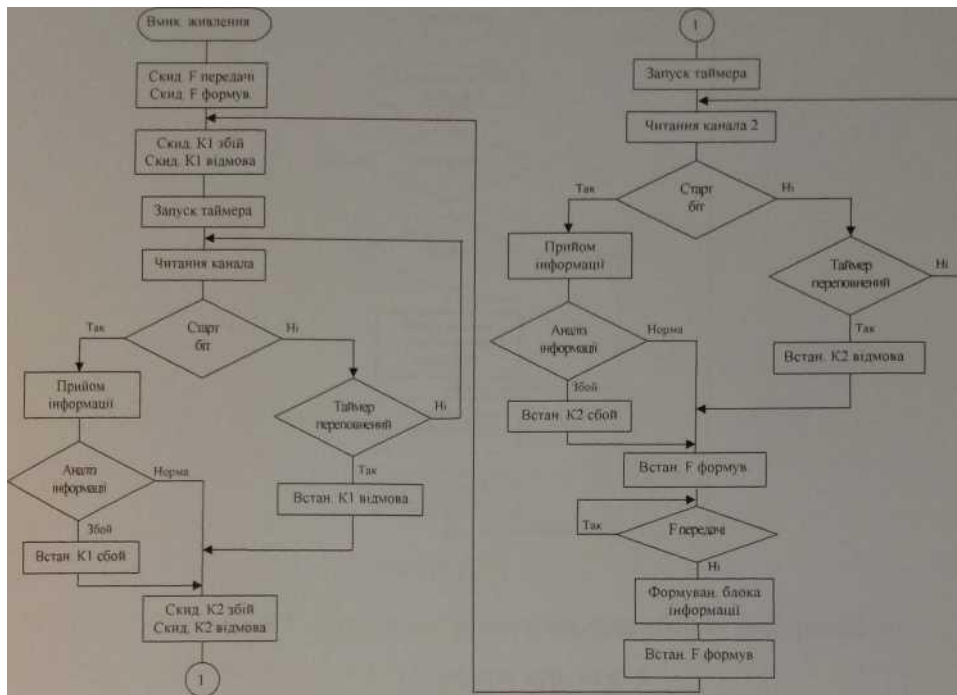 Вмик. живлення
Скид. F передачі
Скид. F формув.
Скид. К1 збій
Скид. К1 відмова
Запуск таймера
Читання канала
Старт
біт
Так
Ні
Прийом
інформації
Таймер
переповнений
Ні
Так
Аналіз
інформації
Норма
Збой
Встан. К1 відмова
Встан. К1 сбой
Скид. К2 збій
Скид. К2 відмова
1
1
Запуск таймера
Читання канала 2
Старт
біт
Так
Ні
Прийом
інформації
Таймер
переповнений
Ні
Так
Аналіз
інформації
Норма
Збой
Встан. К2 відмова
Встан. К2 сбой
Встан. F формув
F передачі
Так
Ні
Формуван. блока
інформації
Встан. F формув